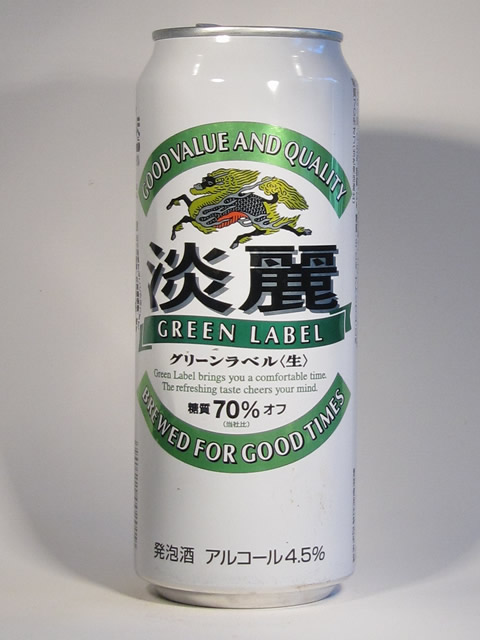 GOOD VALUE AND QUALITY
淡麗
GREEN LABEL
グリーンラベル〈生〉
Green Label brings you a comfortable time.
The refreshing taste cheers your mind.
糖質70%オフ
(当社比)
BREWED FOR GOOD TIMES
発泡酒 アルコール4.5%